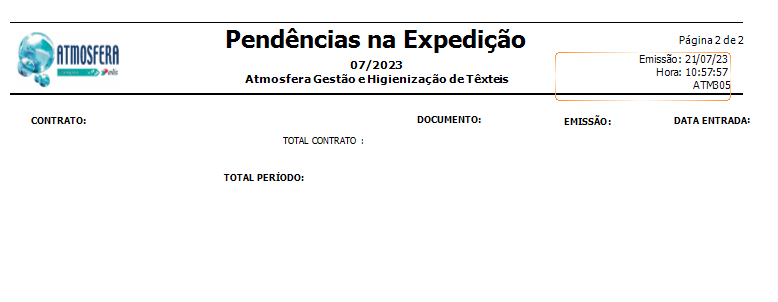 ATMOSFERA
Pendências na Expedição
Página 2 de 2
07/2023
Emissão: 21/07/23
Hora: 10:57:57
Atmosfera Gestão e Higienização de Têxteis
ATM305
CONTRATO:
DOCUMENTO:
EMISSÃO:
DATA ENTRADA:
TOTAL CONTRATO :
TOTAL PERÍODO: